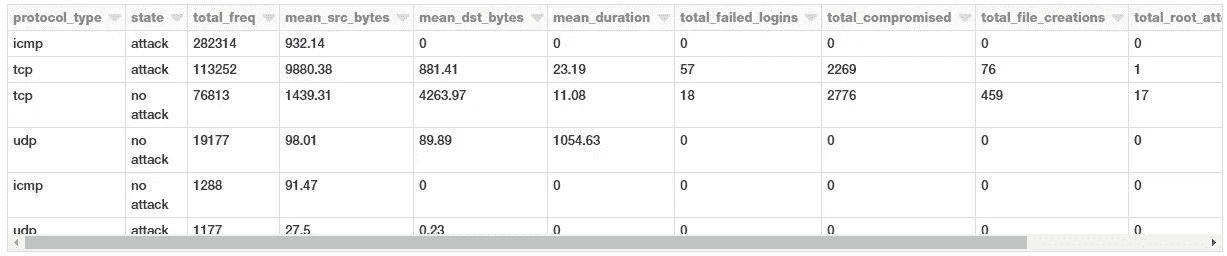 protocol_type state total_freq mean_src_bytes mean_dst_bytes mean_duration total_failed_logins total_compromised total_file_creations total_root_att
icmp attack 282314 932.14 0 0 0 0 0 0
tcp attack 113252 9880.38 881.41 23.19 57 2269 76 1
tcp no attack 76813 1439.31 4263.97 11.08 18 2776 459 17
udp no attack 19177 98.01 89.89 1054.63 0 0 0 0
icmp no attack 1288 91.47 0 0 0 0 0 0
udp attack 1177 27.5 0.23 0 0 0 0 0